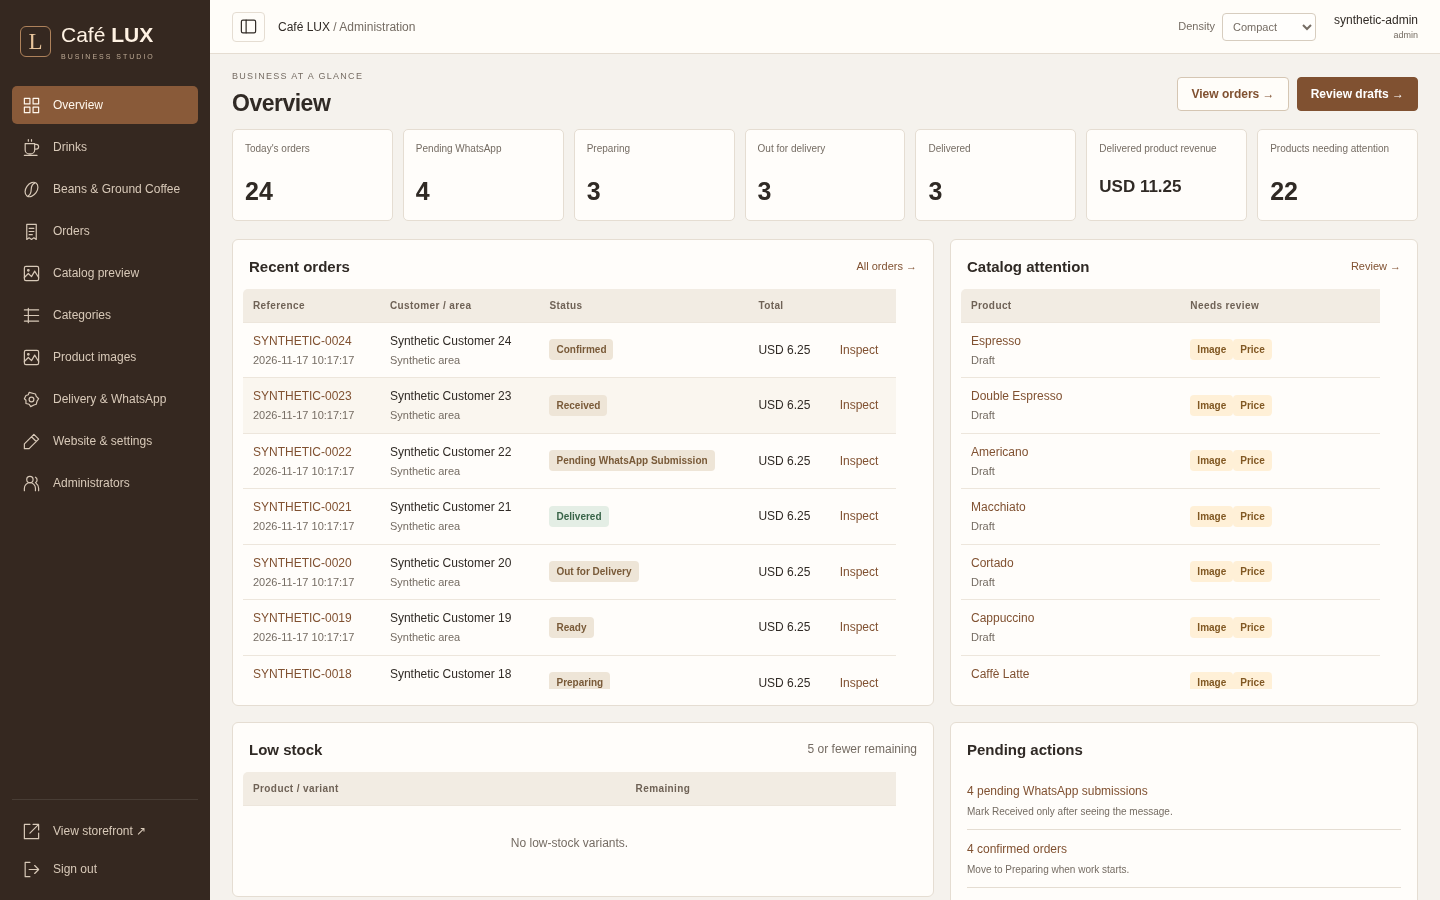 L
Café LUX
BUSINESS STUDIO
Overview
Drinks
Beans & Ground Coffee
Orders
Catalog preview
Categories
Product images
Delivery & WhatsApp
Website & settings
Administrators
View storefront ↗
Sign out
Café LUX / Administration
Density
Compact
synthetic-admin
admin
BUSINESS AT A GLANCE
Overview
View orders →
Review drafts →
Today's orders
24
Pending WhatsApp
4
Preparing
3
Out for delivery
3
Delivered
3
Delivered product revenue
USD 11.25
Products needing attention
22
Recent orders
All orders →
Reference Customer / area Status Total
SYNTHETIC-0024 Synthetic Customer 24 Confirmed USD 6.25 Inspect
2026-11-17 10:17:17 Synthetic area
SYNTHETIC-0023 Synthetic Customer 23 Received USD 6.25 Inspect
2026-11-17 10:17:17 Synthetic area
SYNTHETIC-0022 Synthetic Customer 22 Pending WhatsApp Submission USD 6.25 Inspect
2026-11-17 10:17:17 Synthetic area
SYNTHETIC-0021 Synthetic Customer 21 Delivered USD 6.25 Inspect
2026-11-17 10:17:17 Synthetic area
SYNTHETIC-0020 Synthetic Customer 20 Out for Delivery USD 6.25 Inspect
2026-11-17 10:17:17 Synthetic area
SYNTHETIC-0019 Synthetic Customer 19 Ready USD 6.25 Inspect
2026-11-17 10:17:17 Synthetic area
SYNTHETIC-0018 Synthetic Customer 18 Preparing USD 6.25 Inspect
Catalog attention
Review →
Product Needs review
Espresso Image Price
Draft
Double Espresso Image Price
Draft
Americano Image Price
Draft
Macchiato Image Price
Draft
Cortado Image Price
Draft
Cappuccino Image Price
Draft
Caffè Latte Image Price
Low stock
5 or fewer remaining
Product / variant Remaining
No low-stock variants.
Pending actions
4 pending WhatsApp submissions
Mark Received only after seeing the message.
4 confirmed orders
Move to Preparing when work starts.